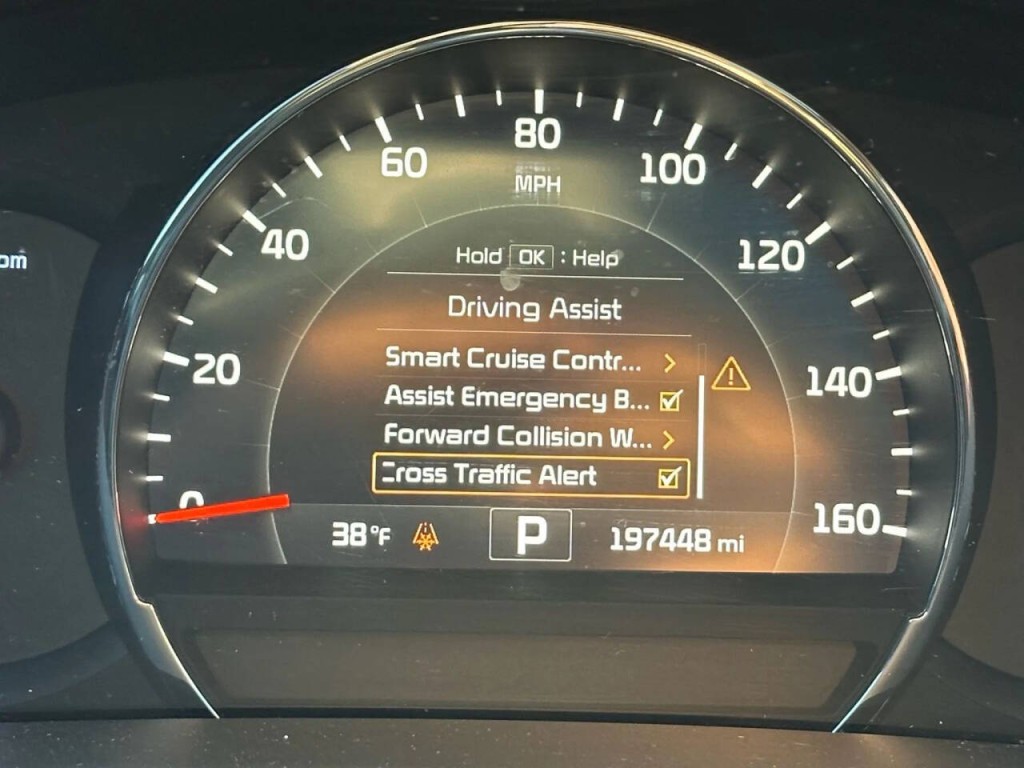 80
60
100
MPH
40
120
om
Hold OK : Help
Driving Assist
20
Smart Cruise Contr... >
140
Assist Emergency B...
Forward Collision W... >
Cross Traffic Alert
0
160
38°F
P
197448 mi